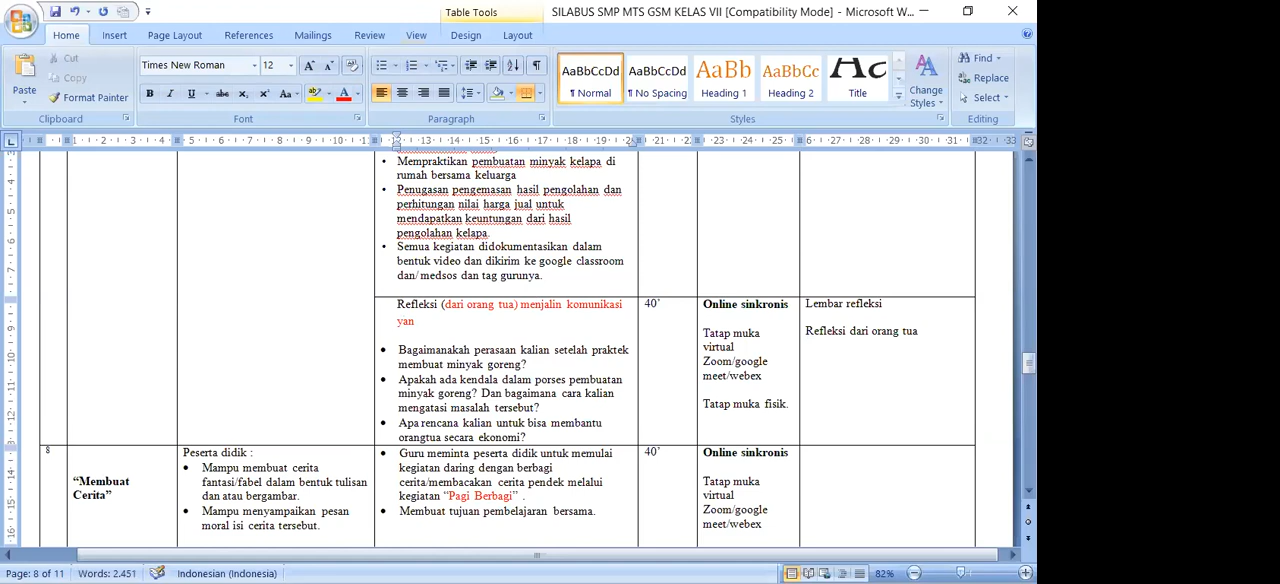 Table Tools
SILABUS SMP MTS GSM KELAS VII [Compatibility Mode] - Microsoft W...
Home Insert Page Layout References Mailings Review View Design Layout
Cut
Copy
Format Painter
Paste
Times New Roman 12
AaBbCcDd AaBbCcDd AaBb AaBbCc Aa
¶ Normal ¶ No Spacing Heading 1 Heading 2 Title
Change
Styles
Find
Replace
Select
Clipboard Font Paragraph Styles Editing
Mempraktikan pembuatan minyak kelapa di
rumah bersama keluarga
Penugasan pengemasan hasil pengolahan dan
perhitungan nilai harga jual untuk
mendapatkan keuntungan dari hasil
pengolahan kelapa.
Semua kegiatan didokumentasikan dalam
bentuk video dan dikirim ke google classroom
dan/medsos dan tag gurunya.
Refleksi (dari orang tua) menjalin komunikasi
yan
Bagaimanakah perasaan kalian setelah praktek
membuat minyak goreng?
Apakah ada kendala dalam porses pembuatan
minyak goreng? Dan bagaimana cara kalian
mengatasi masalah tersebut?
Apa rencana kalian untuk bisa membantu
orangtua secara ekonomi?
40’
Online sinkronis
Tatap muka
virtual
Zoom/google
meet/webex
Tatap muka fisik.
Lembar refleksi
Refleksi dari orang tua
8
“Membuat
Cerita”
Peserta didik :
Mampu membuat cerita
fantasi/fabel dalam bentuk tulisan
dan atau bergambar.
Mampu menyampaikan pesan
moral isi cerita tersebut.
Guru meminta peserta didik untuk memulai
kegiatan daring dengan berbagi
cerita/membacakan cerita pendek melalui
kegiatan “Pagi Berbagi” .
Membuat tujuan pembelajaran bersama.
40’
Online sinkronis
Tatap muka
virtual
Zoom/google
meet/webex
Page: 8 of 11 Words: 2.451 Indonesian (Indonesia) 82%